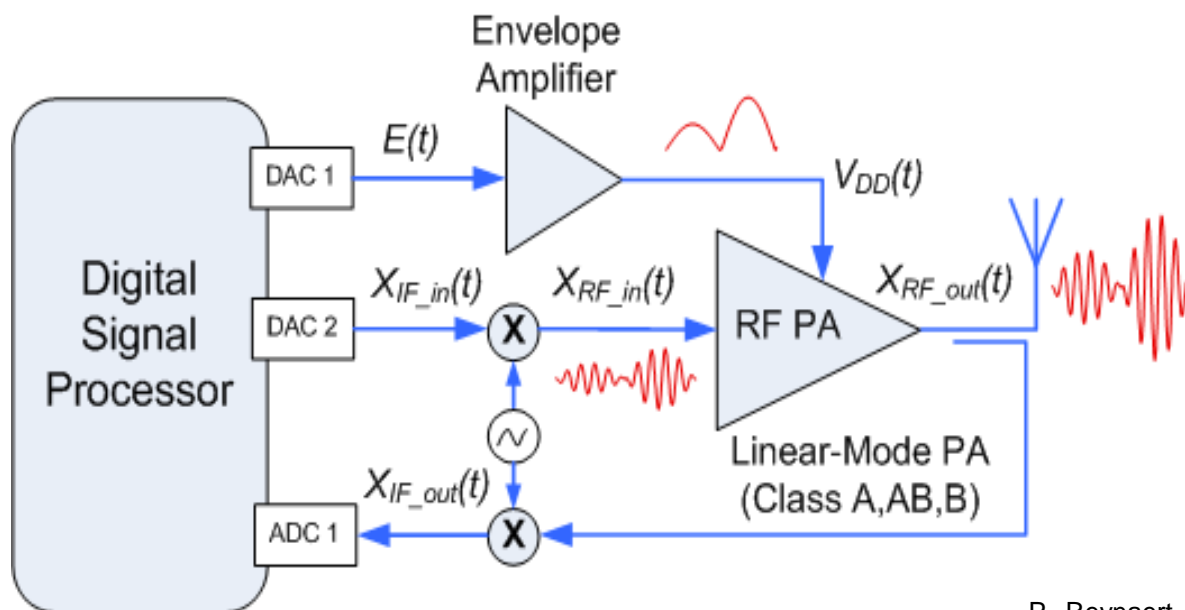 Envelope
Amplifier
E(t)
DAC 1
V_DD(t)
Digital
Signal
Processor
X_IF_in(t)
X_RF_in(t)
X_RF_out(t)
DAC 2
X
RF PA
Linear-Mode PA
(Class A,AB,B)
X_IF_out(t)
ADC 1
X